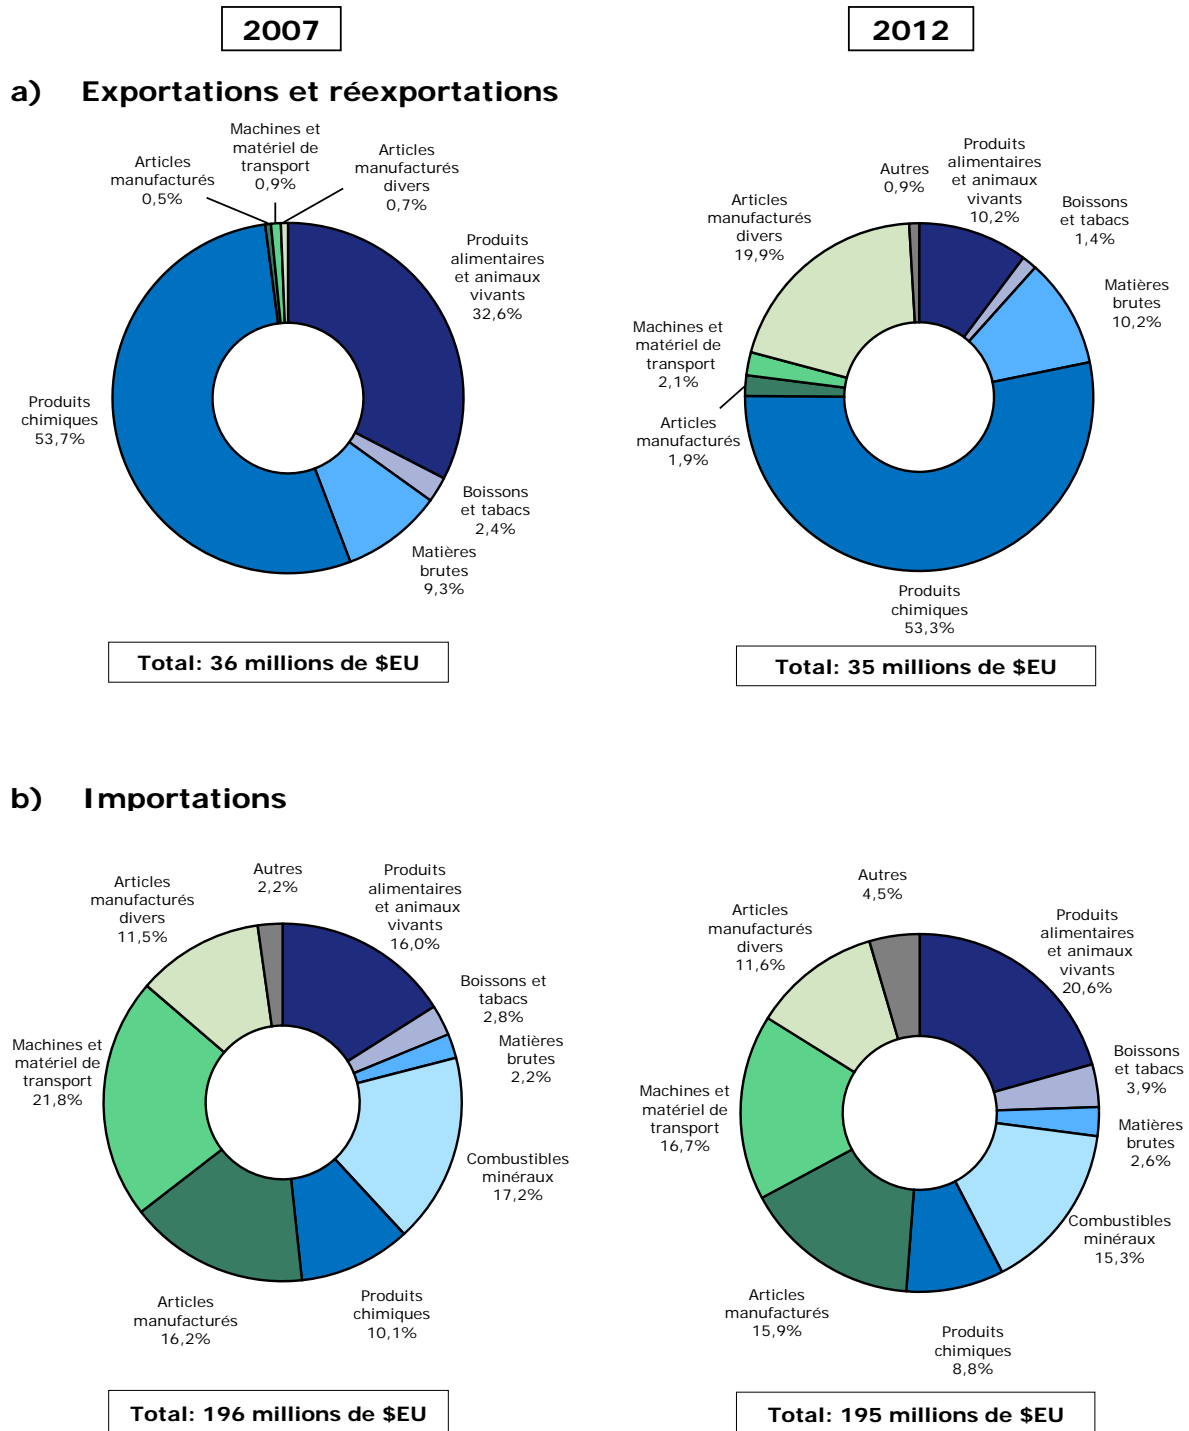 2007
2012
a) Exportations et réexportations
Articles
manufacturés
0,5%
Machines et
matériel de
transport
0,9%
Articles
manufacturés
divers
0,7%
Produits
alimentaires
et animaux
vivants
32,6%
Boissons
et tabacs
2,4%
Matières
brutes
9,3%
Produits
chimiques
53,7%
Total: 36 millions de $EU
Autres
0,9%
Produits
alimentaires
et animaux
vivants
10,2%
Boissons
et tabacs
1,4%
Matières
brutes
10,2%
Produits
chimiques
53,3%
Articles
manufacturés
1,9%
Machines et
matériel de
transport
2,1%
Articles
manufacturés
divers
19,9%
Total: 35 millions de $EU
b) Importations
Autres
2,2%
Produits
alimentaires
et animaux
vivants
16,0%
Boissons et
tabacs
2,8%
Matières
brutes
2,2%
Combustibles
minéraux
17,2%
Produits
chimiques
10,1%
Articles
manufacturés
16,2%
Machines et
matériel de
transport
21,8%
Articles
manufacturés
divers
11,5%
Total: 196 millions de $EU
Autres
4,5%
Produits
alimentaires
et animaux
vivants
20,6%
Boissons
et tabacs
3,9%
Matières
brutes
2,6%
Combustibles
minéraux
15,3%
Produits
chimiques
8,8%
Articles
manufacturés
15,9%
Machines et
matériel de
transport
16,7%
Articles
manufacturés
divers
11,6%
Total: 195 millions de $EU